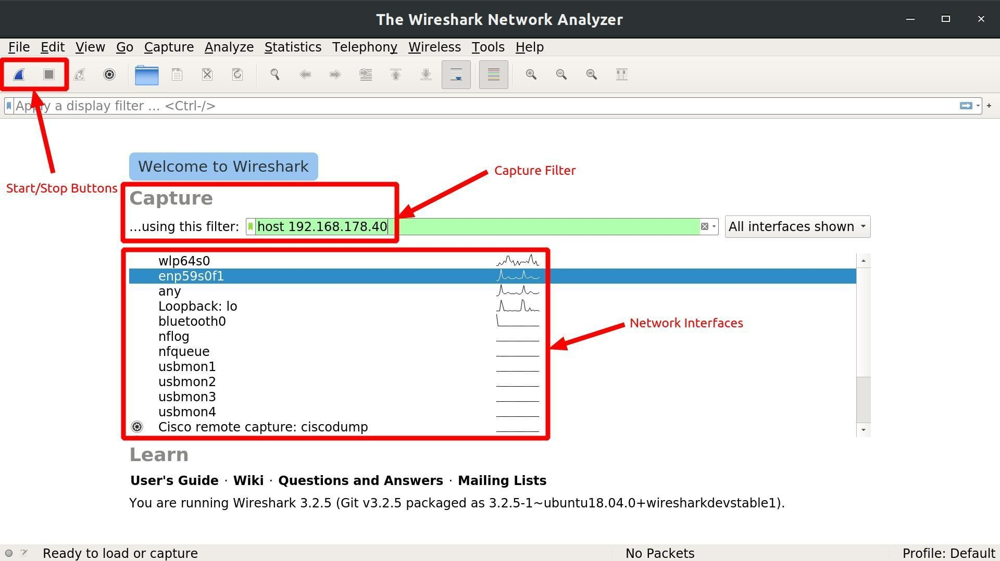 The Wireshark Network Analyzer
File Edit View Go Capture Analyze Statistics Telephony Wireless Tools Help
Apply a display filter … <Ctrl-/>
Welcome to Wireshark
Capture Filter
Start/Stop Buttons
Capture
…using this filter: host 192.168.178.40 All interfaces shown
wlp64s0
enp59s0f1
any
Loopback: lo
bluetooth0
Network Interfaces
nflog
nfqueue
usbmon1
usbmon2
usbmon3
usbmon4
Cisco remote capture: ciscodump
Learn
User's Guide · Wiki · Questions and Answers · Mailing Lists
You are running Wireshark 3.2.5 (Git v3.2.5 packaged as 3.2.5-1~ubuntu18.04.0+wiresharkdevstable1).
Ready to load or capture No Packets Profile: Default